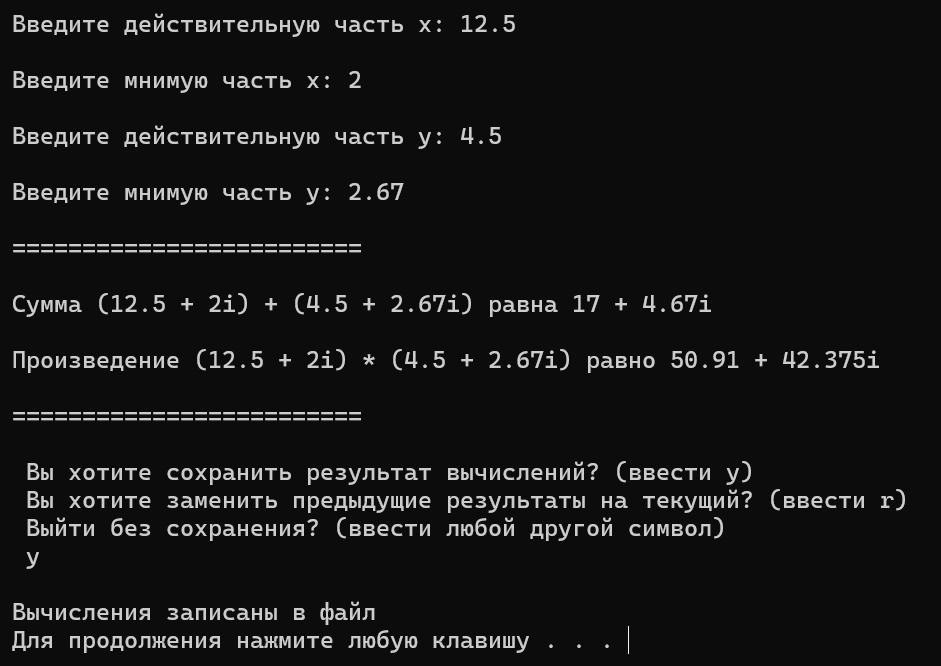 Введите действительную часть x: 12.5
Введите мнимую часть x: 2
Введите действительную часть y: 4.5
Введите мнимую часть y: 2.67
=========================
Сумма (12.5 + 2i) + (4.5 + 2.67i) равна 17 + 4.67i
Произведение (12.5 + 2i) * (4.5 + 2.67i) равно 50.91 + 42.375i
=========================
Вы хотите сохранить результат вычислений? (ввести y)
Вы хотите заменить предыдущие результаты на текущий? (ввести r)
Выйти без сохранения? (ввести любой другой символ)
y
Вычисления записаны в файл
Для продолжения нажмите любую клавишу . . .